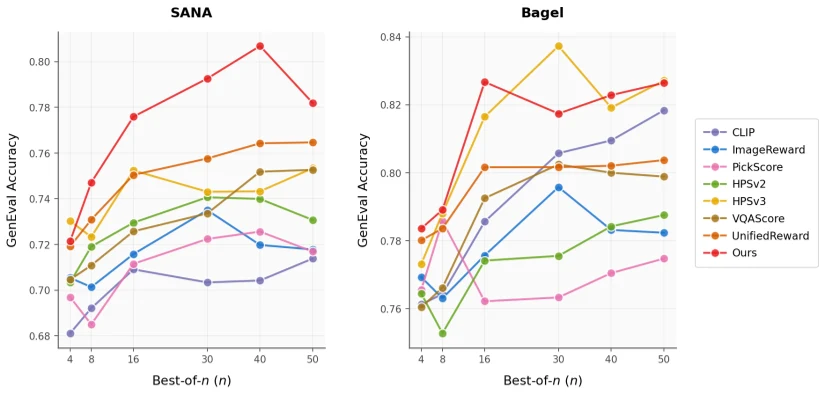 SANA
GenEval Accuracy
0.80
0.78
0.76
0.74
0.72
0.70
0.68
4 8 16 30 40 50
Best-of-n (n)
Bagel
GenEval Accuracy
0.84
0.82
0.80
0.78
0.76
4 8 16 30 40 50
Best-of-n (n)
CLIP
ImageReward
PickScore
HPSv2
HPSv3
VQAScore
UnifiedReward
Ours